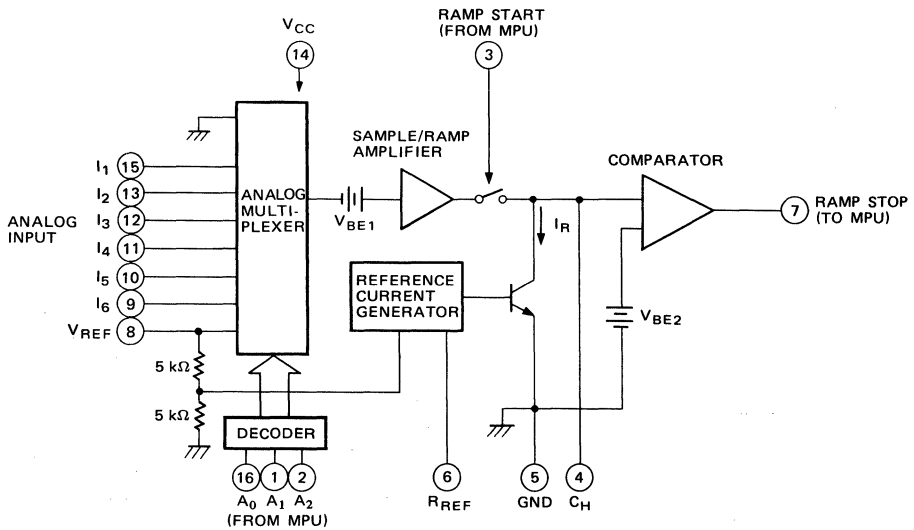 RAMP START
(FROM MPU)
VCC
14
3
SAMPLE/RAMP
AMPLIFIER
COMPARATOR
ANALOG
INPUT
I1 15
I2 13
I3 12
I4 11
I5 10
I6 9
VREF 8
ANALOG
MULTI-
PLEXER
VBE1
IR
7
RAMP STOP
(TO MPU)
REFERENCE
CURRENT
GENERATOR
VBE2
5 kΩ
5 kΩ
DECODER
16 1 2
A0 A1 A2
(FROM MPU)
6
RREF
5
GND
4
CH